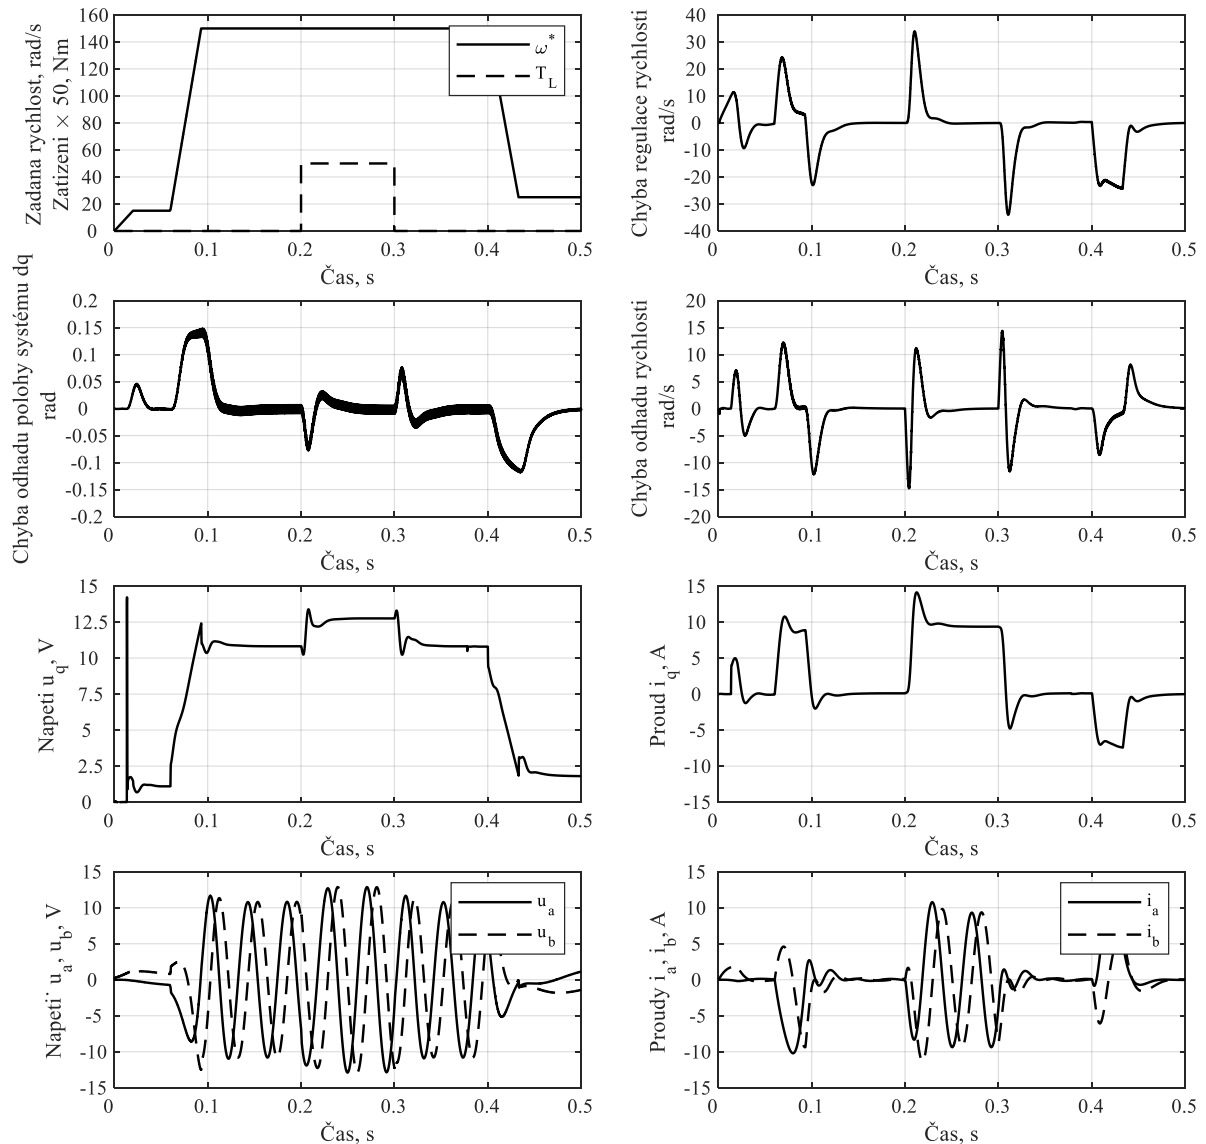 Zadana rychlost, rad/s
Zatizeni × 50, Nm
160
140
120
100
80
60
40
20
0
ω*
T_L
0 0.1 0.2 0.3 0.4 0.5
Čas, s
Chyba regulace rychlosti
rad/s
40
30
20
10
0
-10
-20
-30
-40
0 0.1 0.2 0.3 0.4 0.5
Čas, s
Chyba odhadu polohy systému dq
rad
0.2
0.15
0.1
0.05
0
-0.05
-0.1
-0.15
-0.2
0 0.1 0.2 0.3 0.4 0.5
Čas, s
Chyba odhadu rychlosti
rad/s
20
15
10
5
0
-5
-10
-15
-20
0 0.1 0.2 0.3 0.4 0.5
Čas, s
Napeti u_q, V
15
12.5
10
7.5
5
2.5
0
0 0.1 0.2 0.3 0.4 0.5
Čas, s
Proud i_q, A
15
10
5
0
-5
-10
-15
0 0.1 0.2 0.3 0.4 0.5
Čas, s
Napeti˙ u_a, u_b, V
15
10
5
0
-5
-10
-15
u_a
u_b
0 0.1 0.2 0.3 0.4 0.5
Čas, s
Proudy i_a, i_b, A
15
10
5
0
-5
-10
-15
i_a
i_b
0 0.1 0.2 0.3 0.4 0.5
Čas, s